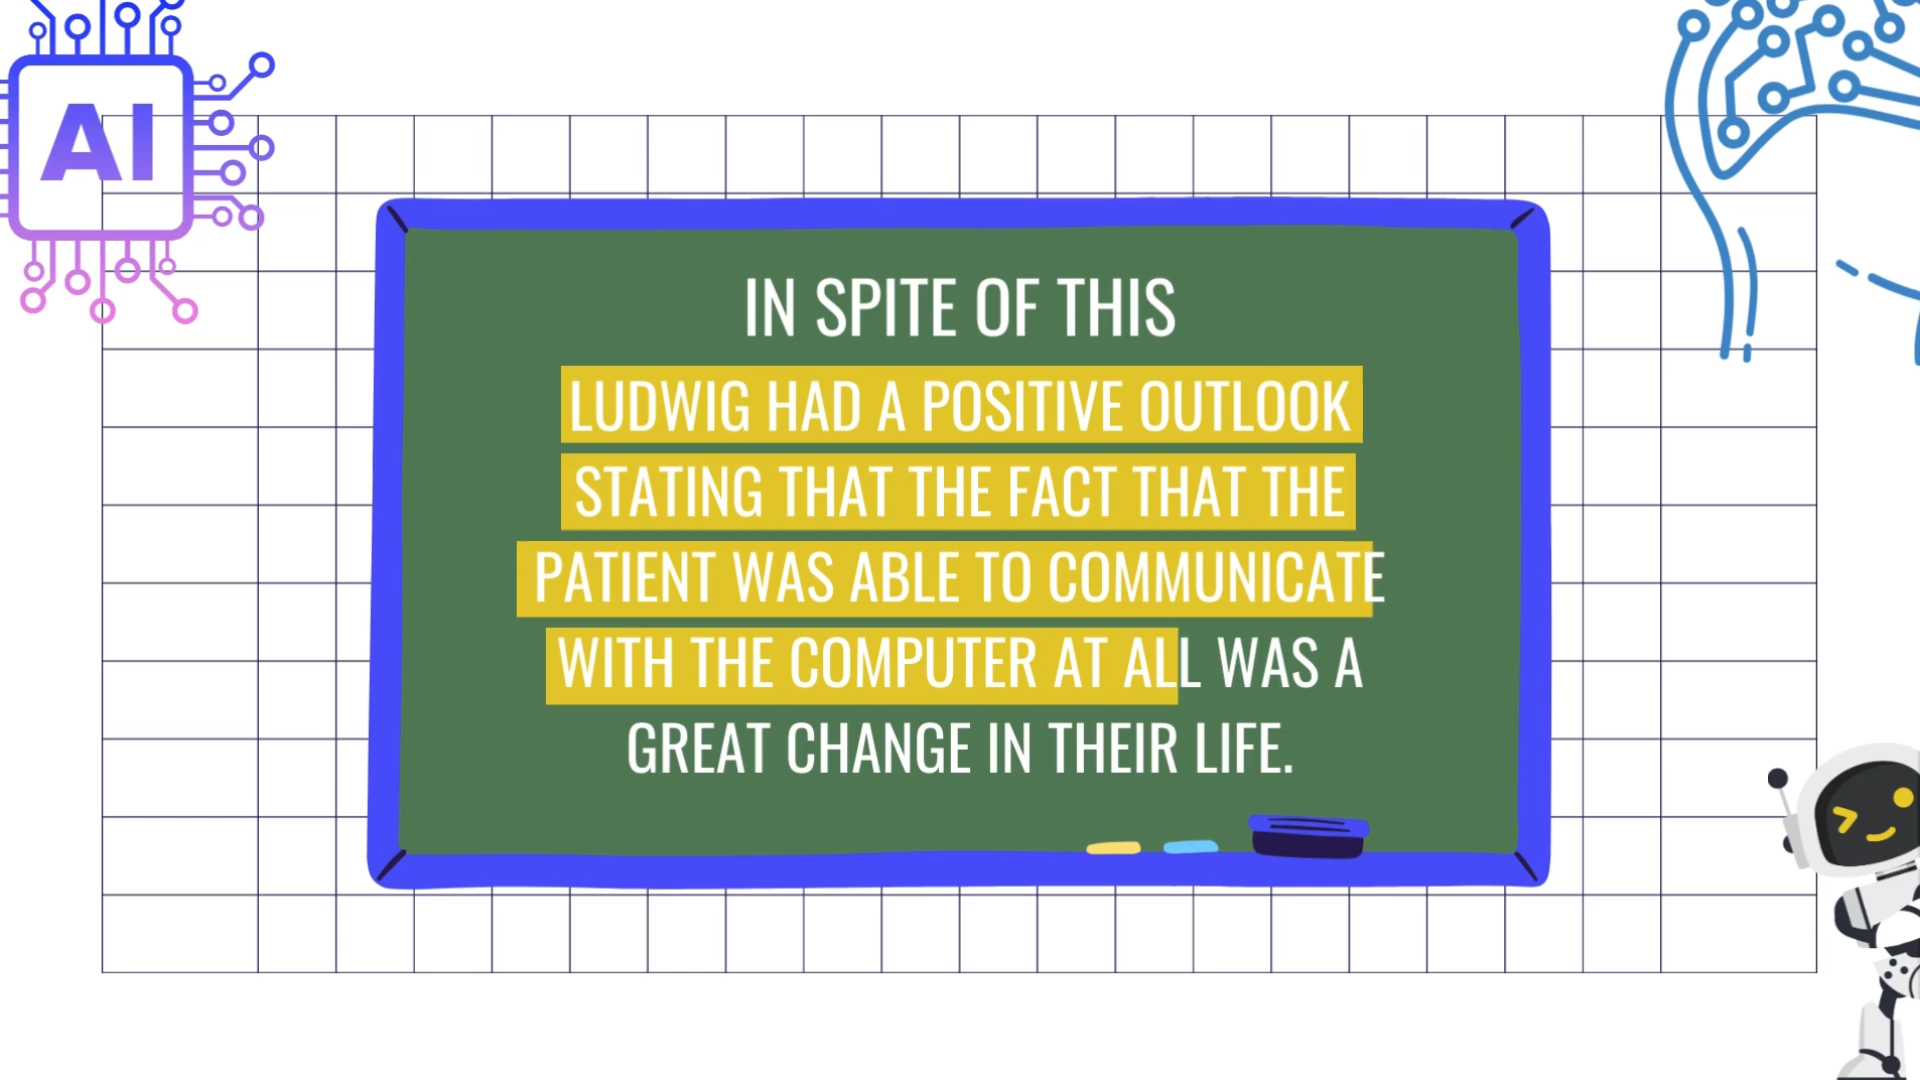 AI
IN SPITE OF THIS
LUDWIG HAD A POSITIVE OUTLOOK
STATING THAT THE FACT THAT THE
PATIENT WAS ABLE TO COMMUNICATE
WITH THE COMPUTER AT ALL WAS A
GREAT CHANGE IN THEIR LIFE.